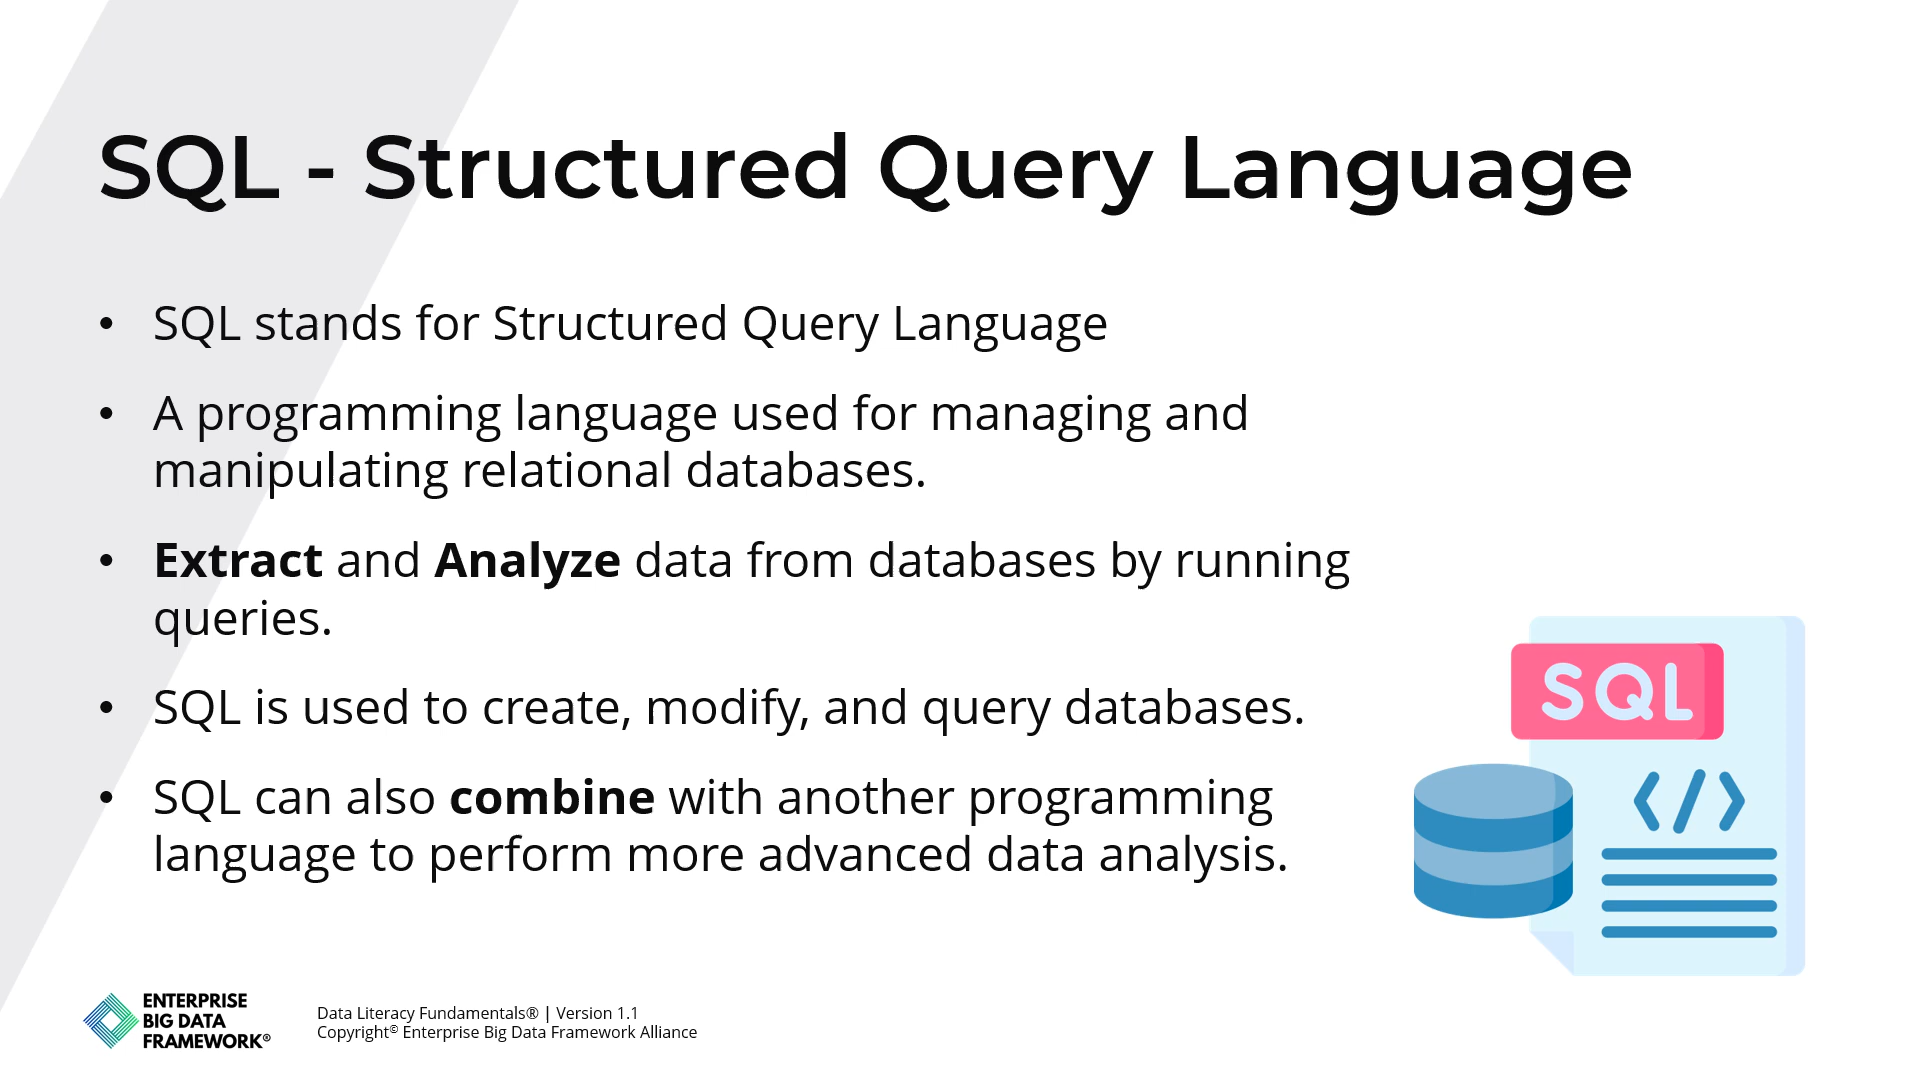 SQL - Structured Query Language
• SQL stands for Structured Query Language
• A programming language used for managing and
manipulating relational databases.
• Extract and Analyze data from databases by running
queries.
• SQL is used to create, modify, and query databases.
• SQL can also combine with another programming
language to perform more advanced data analysis.
SQL
</>
ENTERPRISE
BIG DATA
FRAMEWORK®
Data Literacy Fundamentals® | Version 1.1
Copyright© Enterprise Big Data Framework Alliance